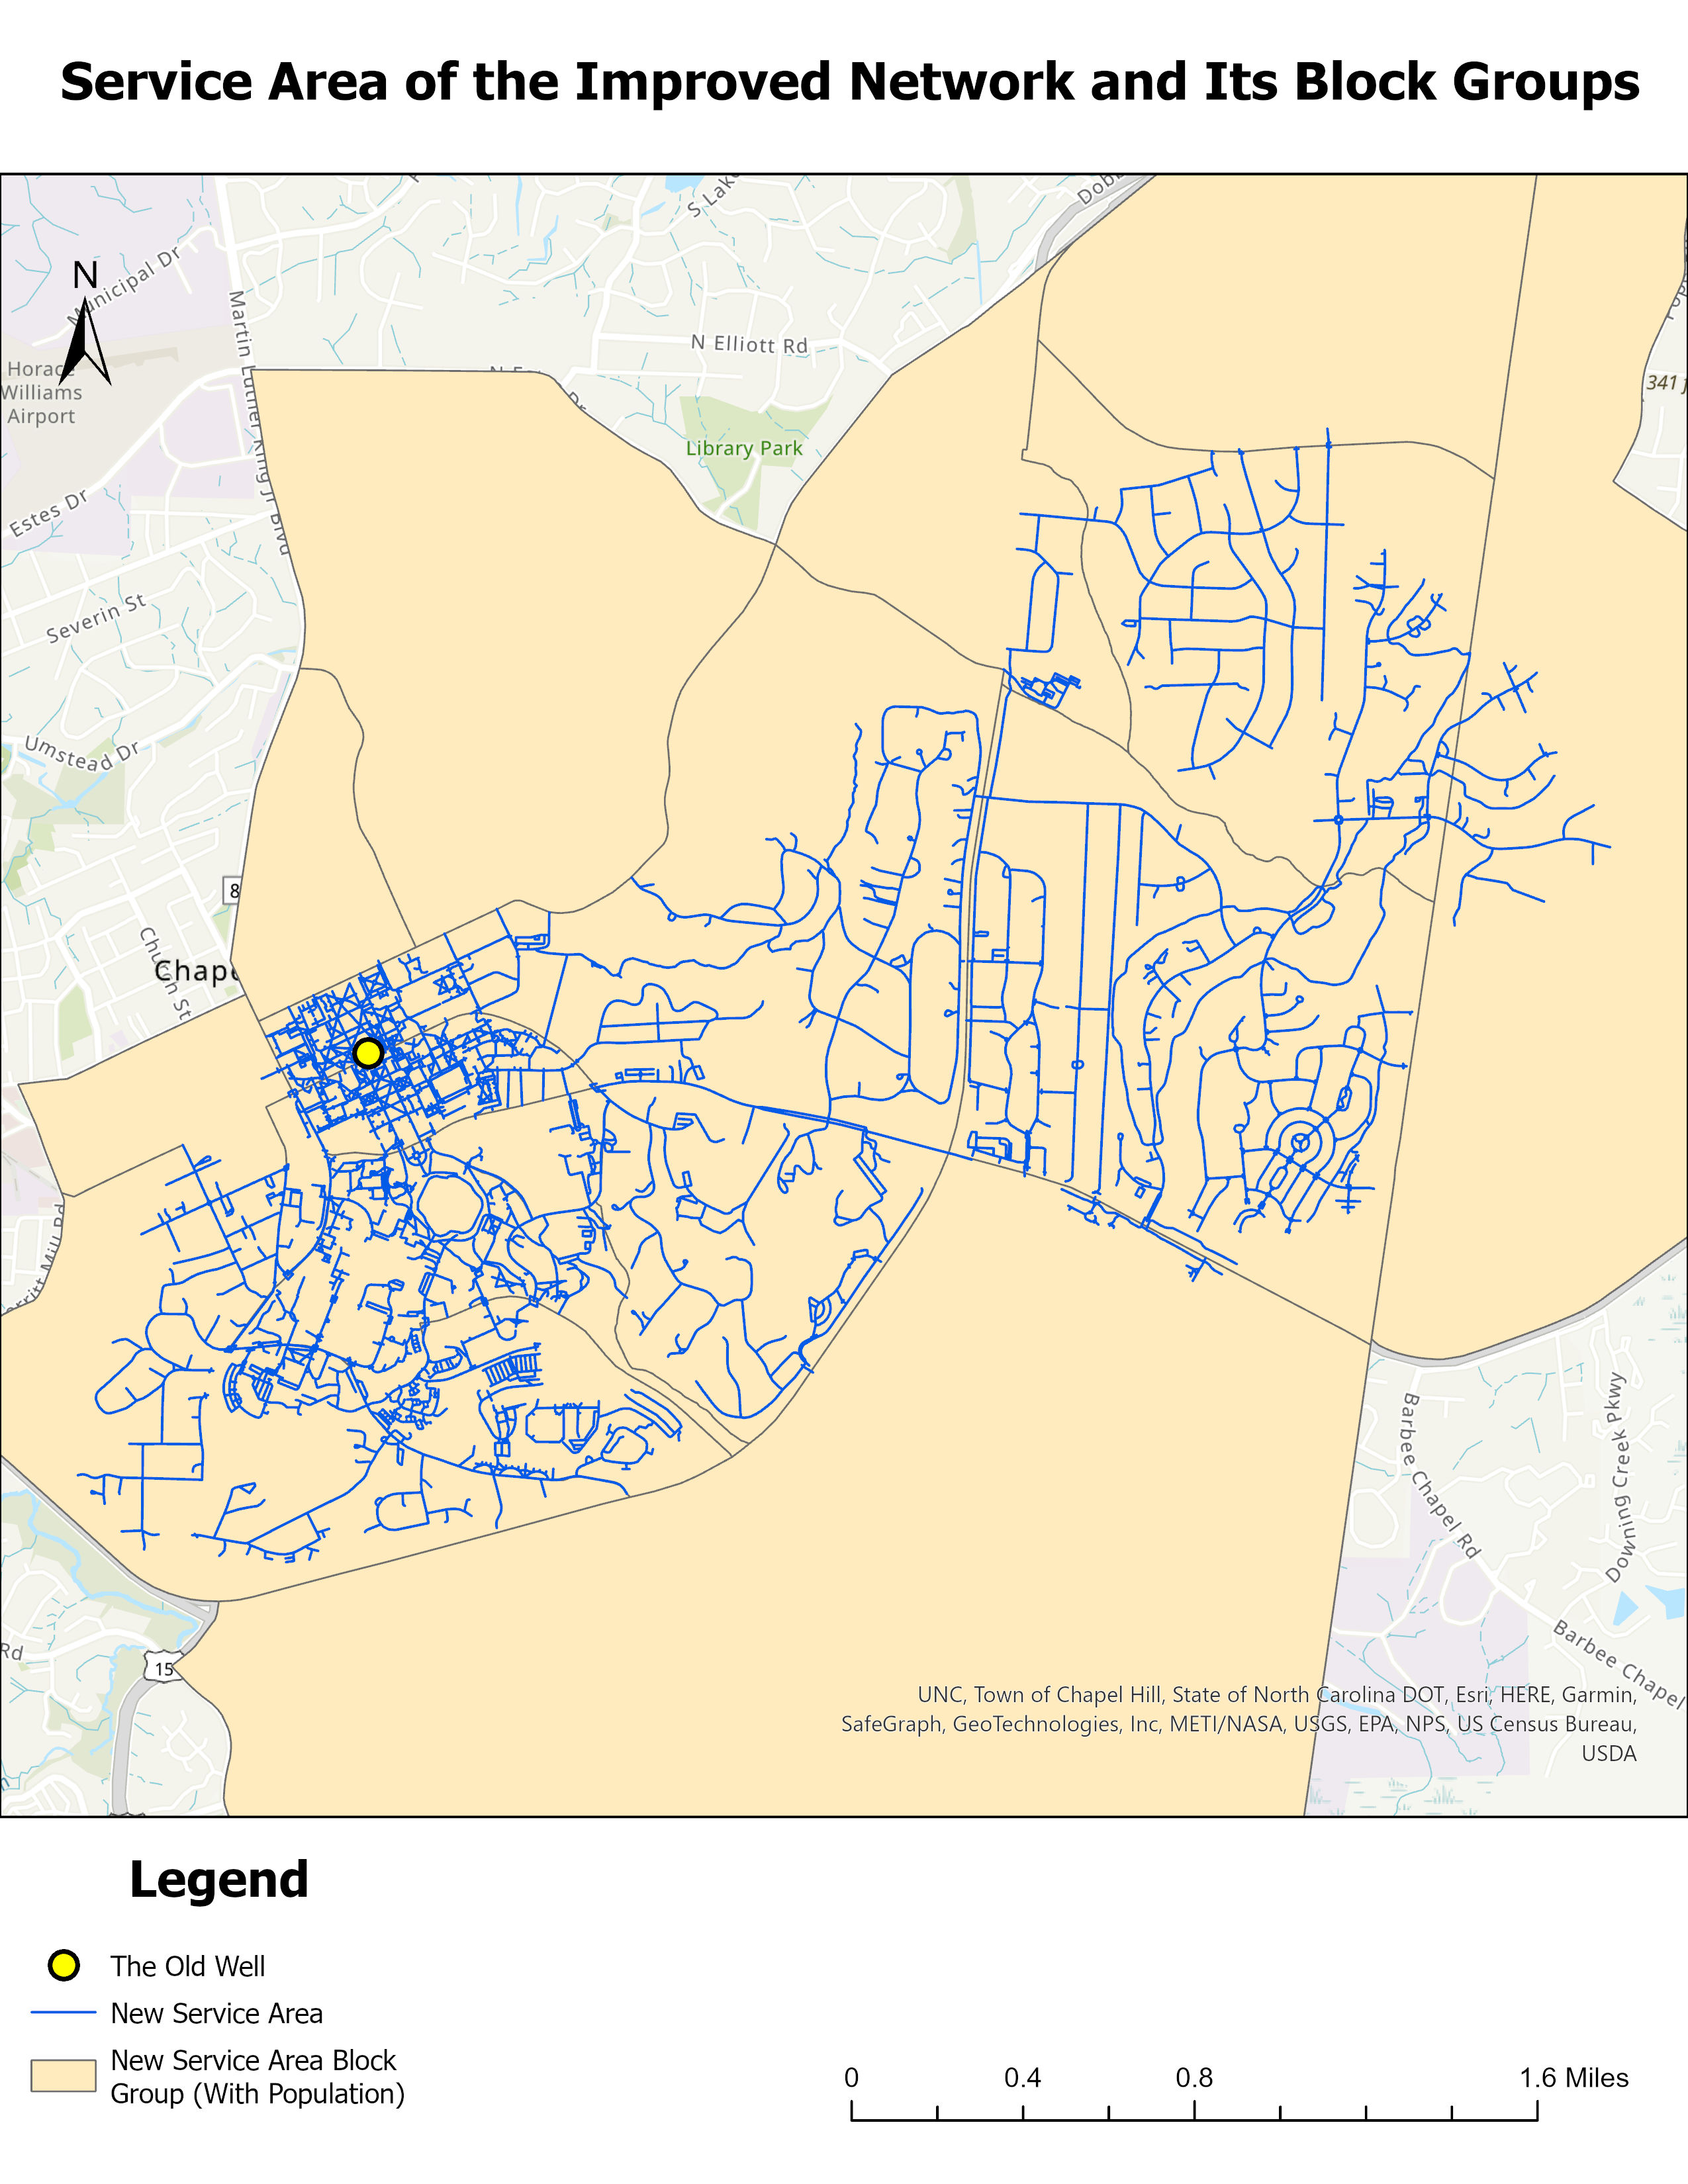 Service Area of the Improved Network and Its Block Groups
S Lake
Municipal Dr
N
Martin Luther King Jr Blvd
N Elliott Rd
Horace
Williams
Airport
341
Dr
Library Park
Estes Dr
Severin St
Umstead Dr
8
Church St
Chape
Merritt Mill Rd
Barbee Chapel Rd
Downing Creek Pkwy
Rd
15
Barbee Chapel
UNC, Town of Chapel Hill, State of North Carolina DOT, Esri, HERE, Garmin,
SafeGraph, GeoTechnologies, Inc, METI/NASA, USGS, EPA, NPS, US Census Bureau,
USDA
Legend
The Old Well
New Service Area
New Service Area Block
Group (With Population)
0 0.4 0.8 1.6 Miles